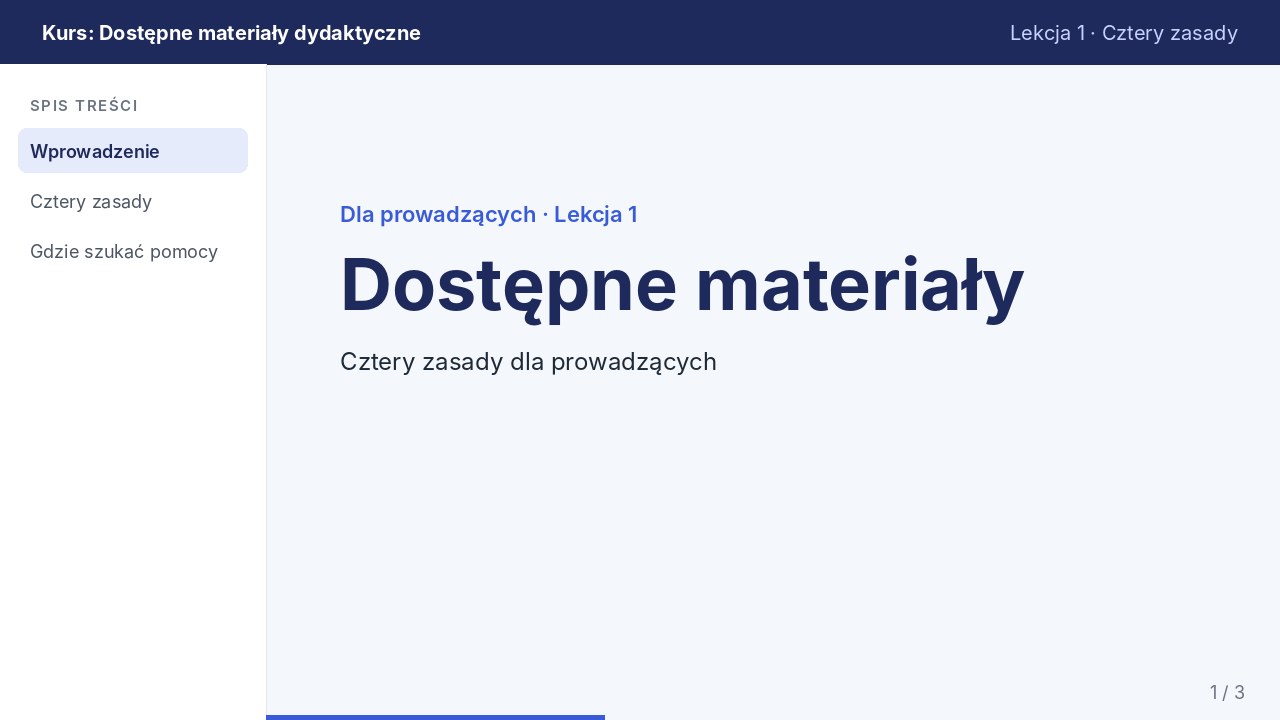 Kurs: Dostępne materiały dydaktyczne
Lekcja 1 · Cztery zasady
SPIS TREŚCI
Wprowadzenie
Cztery zasady
Gdzie szukać pomocy
Dla prowadzących · Lekcja 1
Dostępne materiały
Cztery zasady dla prowadzących
1 / 3